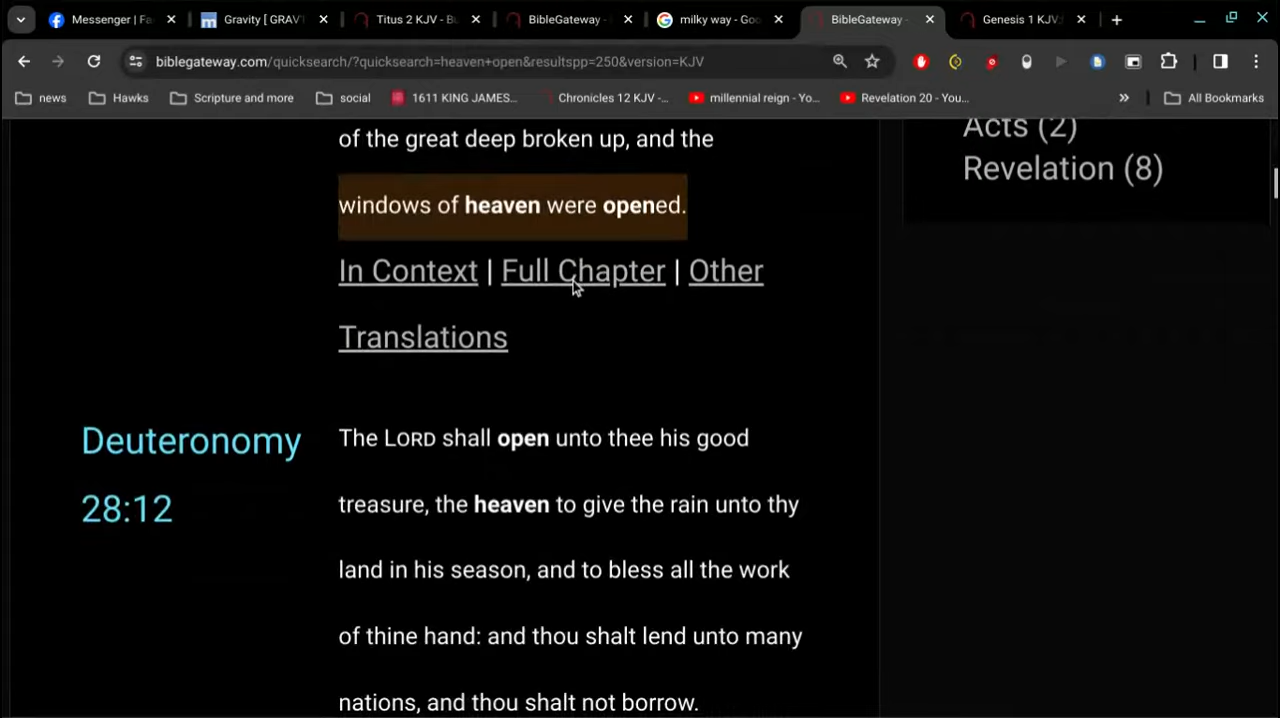 Messenger | Fa
Gravity [ GRAV'I
Titus 2 KJV - Bl
BibleGateway -
milky way - Goo
BibleGateway -
Genesis 1 KJV:
biblegateway.com/quicksearch/?quicksearch=heaven+open&resultspp=250&version=KJV
news
Hawks
Scripture and more
social
1611 KING JAMES...
Chronicles 12 KJV -...
millennial reign - Yo...
Revelation 20 - You...
»
All Bookmarks
of the great deep broken up, and the
windows of heaven were opened.
In Context | Full Chapter | Other
Translations
Deuteronomy
28:12
The LORD shall open unto thee his good
treasure, the heaven to give the rain unto thy
land in his season, and to bless all the work
of thine hand: and thou shalt lend unto many
nations, and thou shalt not borrow.
Acts (2)
Revelation (8)